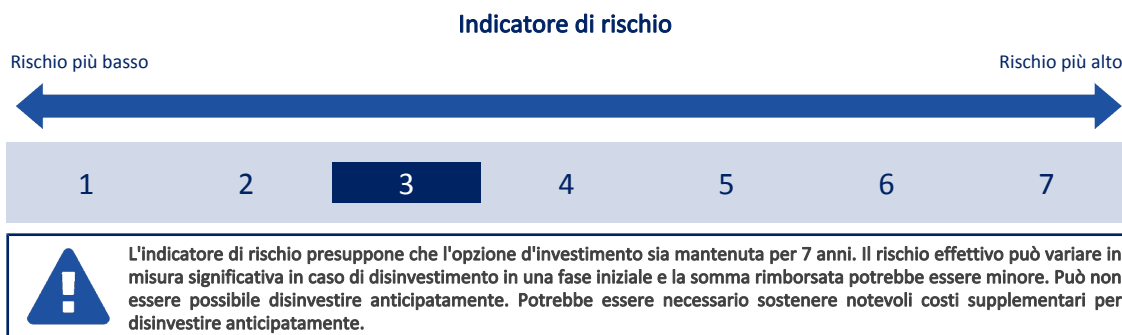 Indicatore di rischio
Rischio più basso
Rischio più alto
1 2 3 4 5 6 7
L'indicatore di rischio presuppone che l'opzione d'investimento sia mantenuta per 7 anni. Il rischio effettivo può variare in
misura significativa in caso di disinvestimento in una fase iniziale e la somma rimborsata potrebbe essere minore. Può non
essere possibile disinvestire anticipatamente. Potrebbe essere necessario sostenere notevoli costi supplementari per
disinvestire anticipatamente.